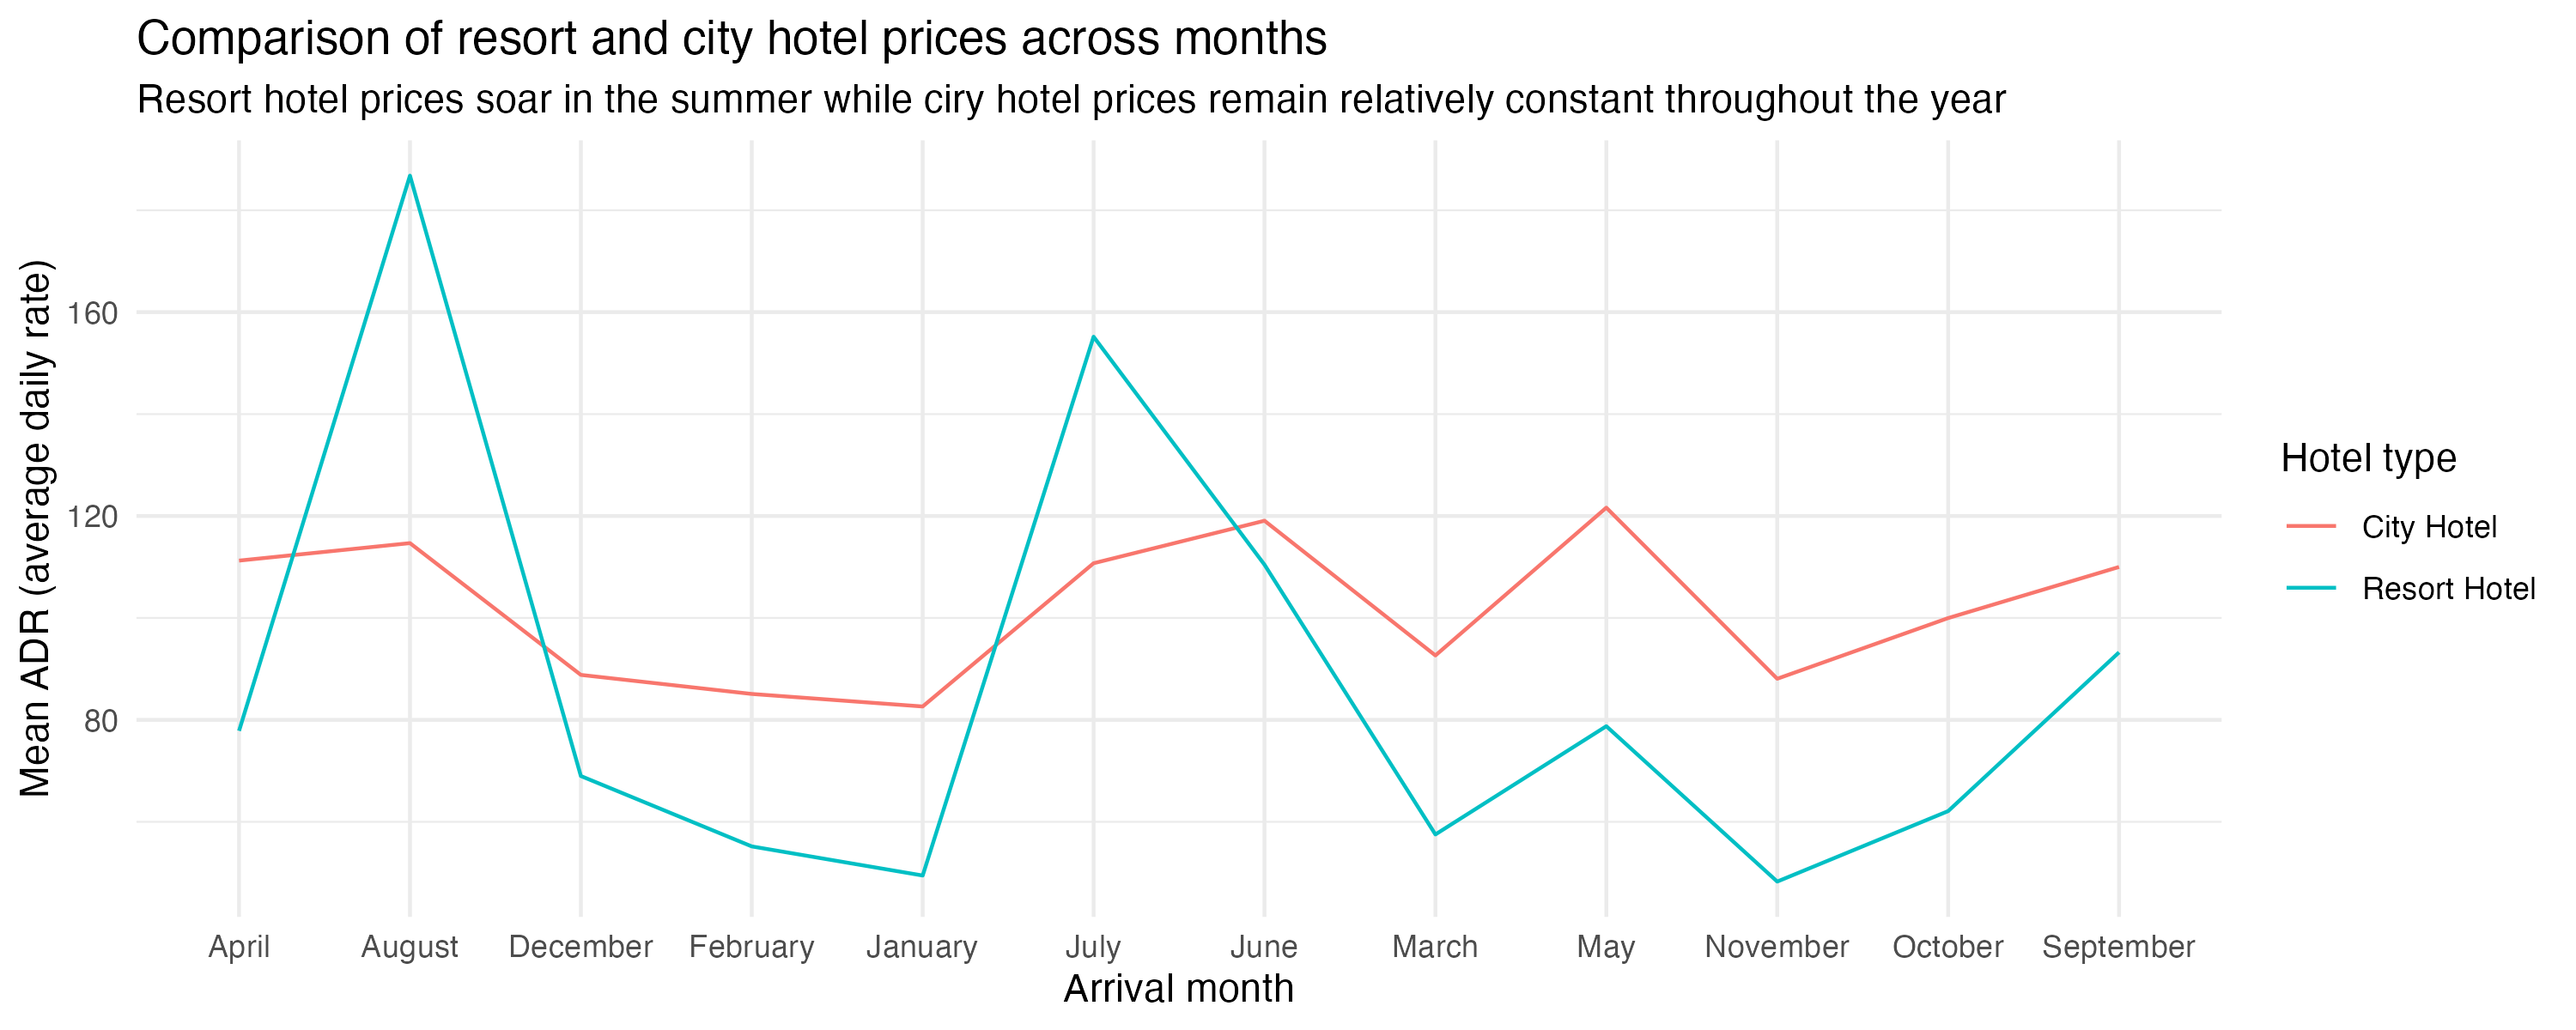 Comparison of resort and city hotel prices across months
Resort hotel prices soar in the summer while ciry hotel prices remain relatively constant throughout the year
Mean ADR (average daily rate)
160
120
80
April August December February January July June March May November October September
Arrival month
Hotel type
City Hotel
Resort Hotel